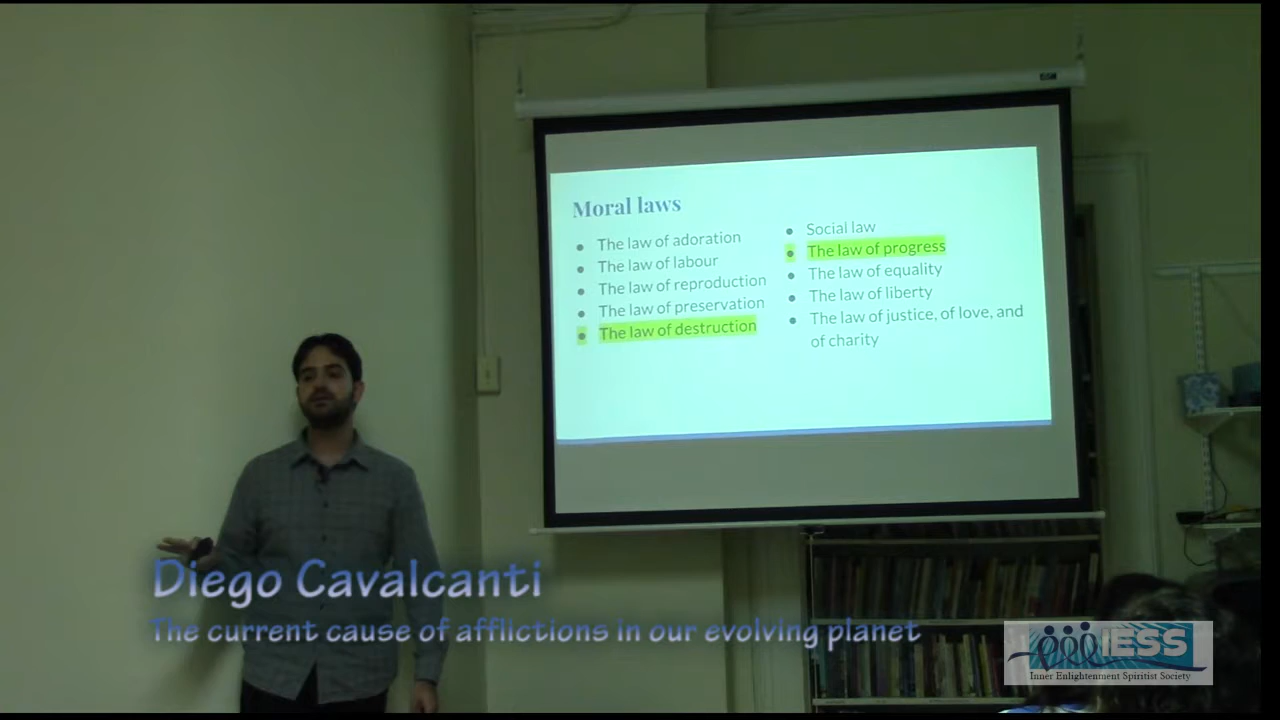 Moral laws
● The law of adoration
● The law of labour
● The law of reproduction
● The law of preservation
● The law of destruction
● Social law
● The law of progress
● The law of equality
● The law of liberty
● The law of justice, of love, and
of charity
Diego Cavalcanti
The current cause of afflictions in our evolving planet
IESS
Inner Enlightenment Spiritist Society